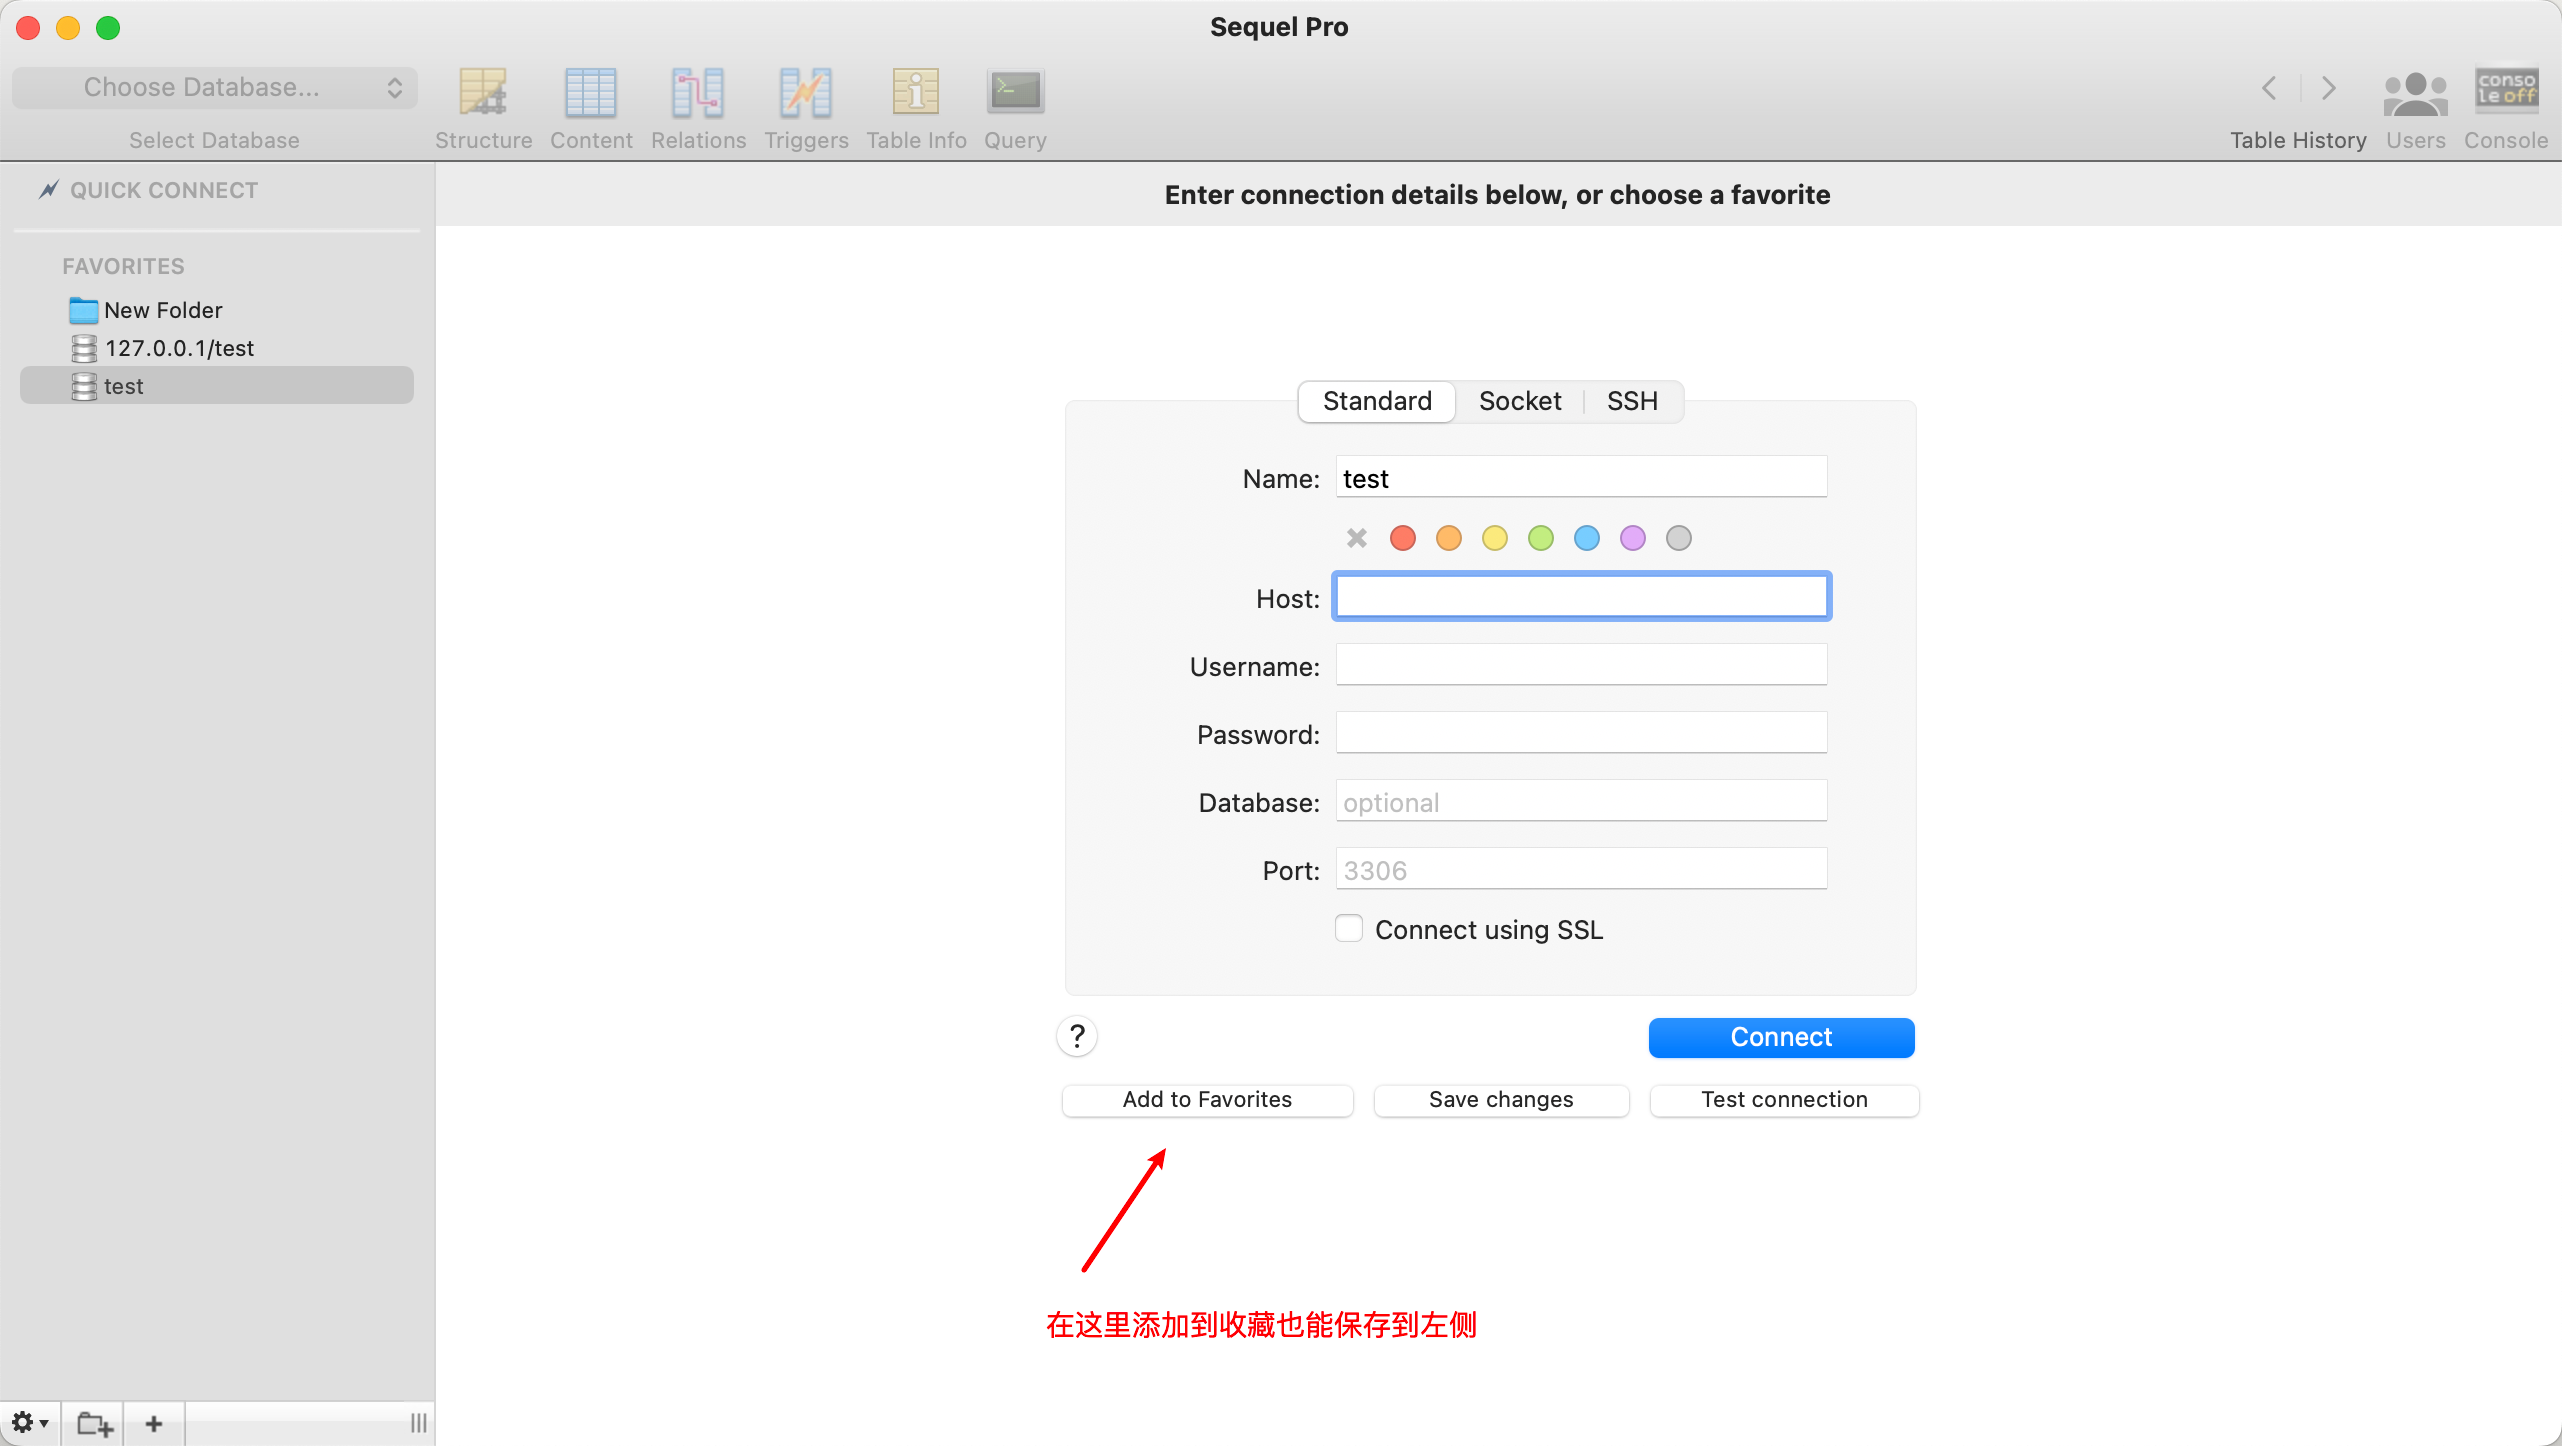 Sequel Pro
Choose Database...
Select Database
Structure
Content
Relations
Triggers
Table Info
Query
Table History
Users
conso
le off
Console
QUICK CONNECT
Enter connection details below, or choose a favorite
FAVORITES
New Folder
127.0.0.1/test
test
Standard
Socket
SSH
Name: test
Host:
Username:
Password:
Database: optional
Port: 3306
Connect using SSL
?
Connect
Add to Favorites
Save changes
Test connection
在这里添加到收藏也能保存到左侧